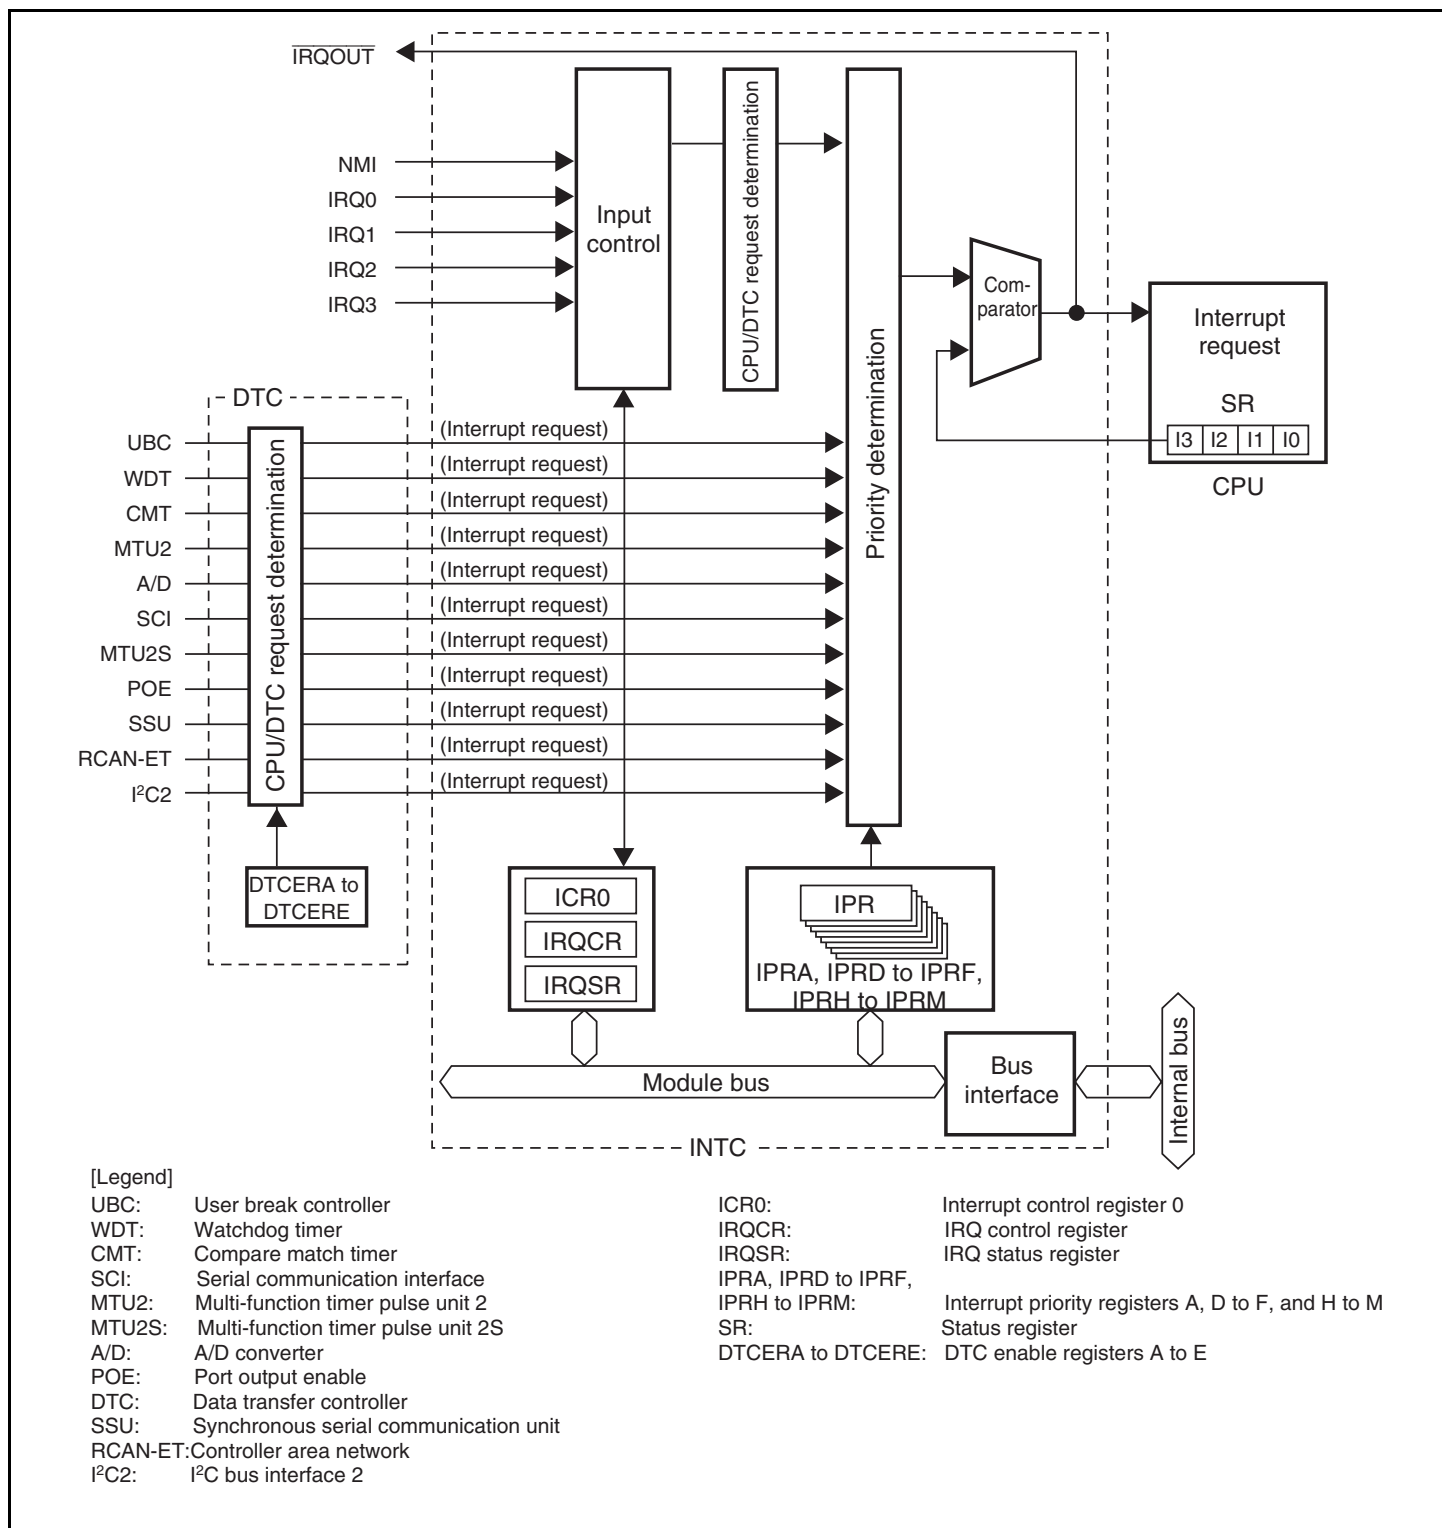 IRQOUT
NMI
IRQ0
IRQ1
IRQ2
IRQ3
Input
control
CPU/DTC request determination
Priority determination
Com-
parator
Interrupt
request
SR
I3 I2 I1 I0
CPU
DTC
UBC
WDT
CMT
MTU2
A/D
SCI
MTU2S
POE
SSU
RCAN-ET
I²C2
CPU/DTC request determination
(Interrupt request)
(Interrupt request)
(Interrupt request)
(Interrupt request)
(Interrupt request)
(Interrupt request)
(Interrupt request)
(Interrupt request)
(Interrupt request)
(Interrupt request)
(Interrupt request)
DTCERA to
DTCERE
ICR0
IRQCR
IRQSR
IPR
IPRA, IPRD to IPRF,
IPRH to IPRM
Module bus
Bus
interface
Internal bus
INTC
[Legend]
UBC: User break controller
WDT: Watchdog timer
CMT: Compare match timer
SCI: Serial communication interface
MTU2: Multi-function timer pulse unit 2
MTU2S: Multi-function timer pulse unit 2S
A/D: A/D converter
POE: Port output enable
DTC: Data transfer controller
SSU: Synchronous serial communication unit
RCAN-ET:Controller area network
I²C2: I²C bus interface 2
ICR0: Interrupt control register 0
IRQCR: IRQ control register
IRQSR: IRQ status register
IPRA, IPRD to IPRF,
IPRH to IPRM: Interrupt priority registers A, D to F, and H to M
SR: Status register
DTCERA to DTCERE: DTC enable registers A to E